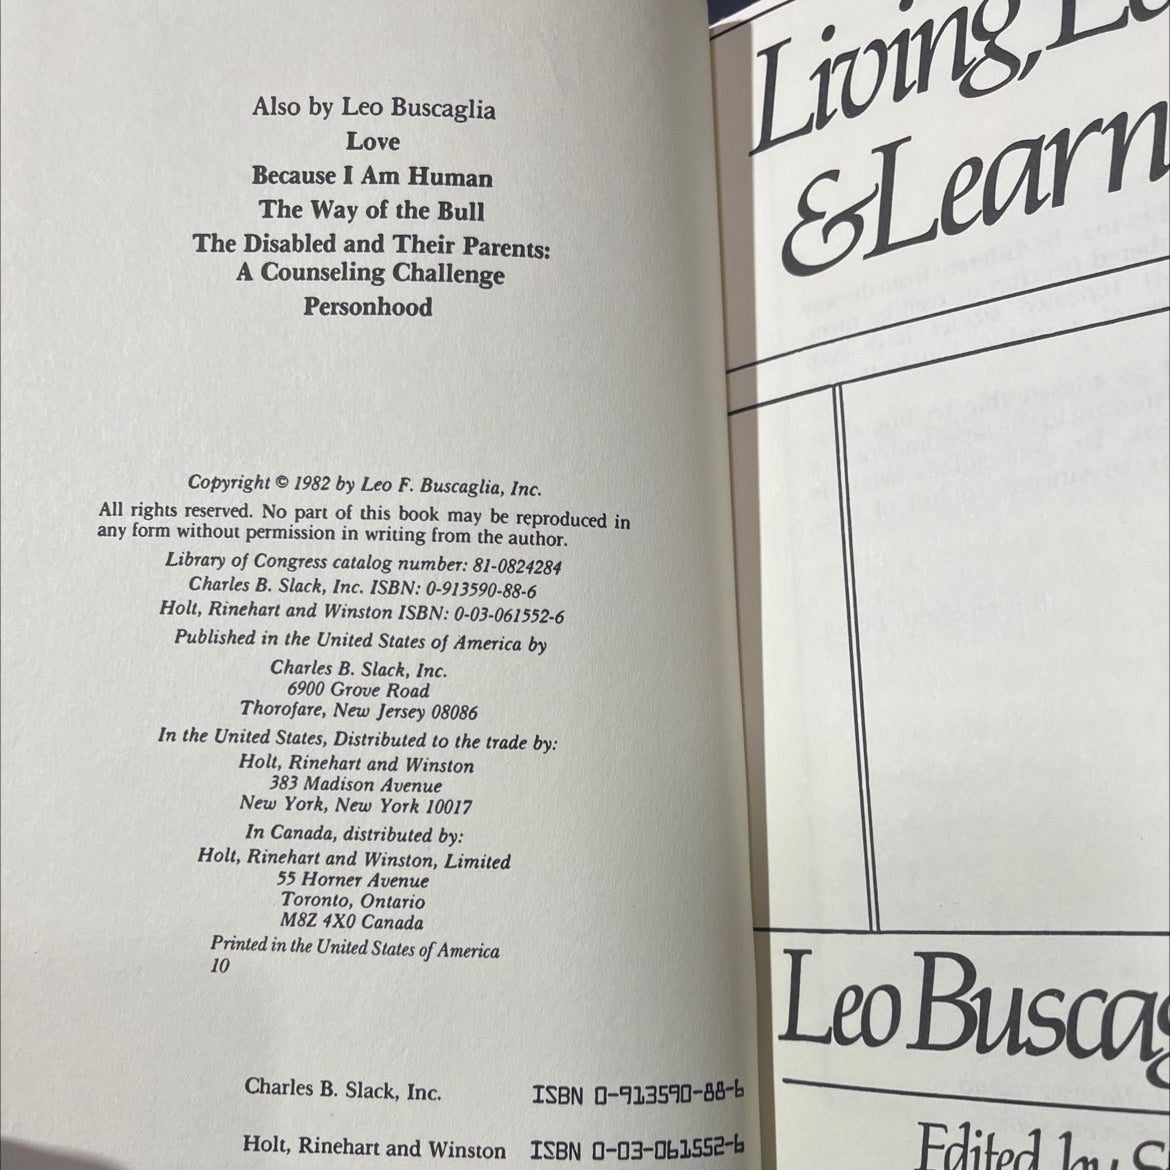 Also by Leo Buscaglia
Love
Because I Am Human
The Way of the Bull
The Disabled and Their Parents:
A Counseling Challenge
Personhood
Copyright © 1982 by Leo F. Buscaglia, Inc.
All rights reserved. No part of this book may be reproduced in
any form without permission in writing from the author.
Library of Congress catalog number: 81-0824284
Charles B. Slack, Inc. ISBN: 0-913590-88-6
Holt, Rinehart and Winston ISBN: 0-03-061552-6
Published in the United States of America by
Charles B. Slack, Inc.
6900 Grove Road
Thorofare, New Jersey 08086
In the United States, Distributed to the trade by:
Holt, Rinehart and Winston
383 Madison Avenue
New York, New York 10017
In Canada, distributed by:
Holt, Rinehart and Winston, Limited
55 Horner Avenue
Toronto, Ontario
M8Z 4X0 Canada
Printed in the United States of America
10
Charles B. Slack, Inc. ISBN 0-913590-88-6
Holt, Rinehart and Winston ISBN 0-03-061552-6
Living, L
& Learn
Leo Buscag
Edited by S